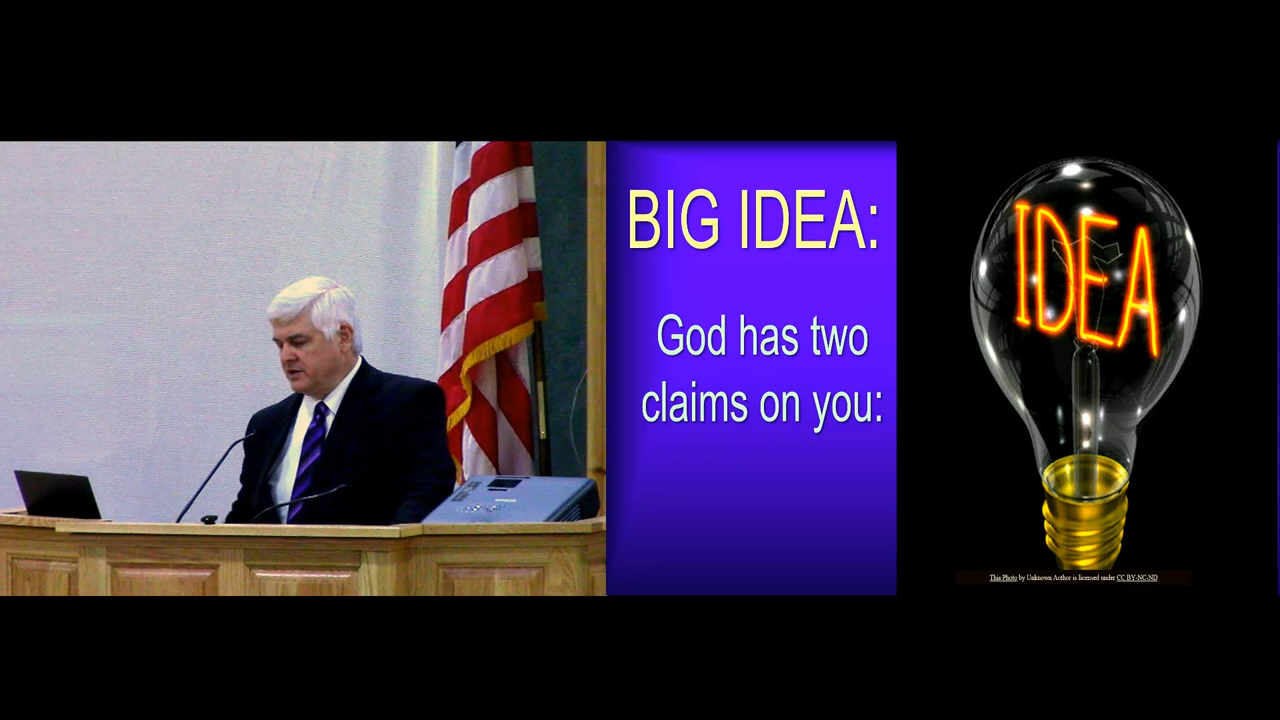 BIG IDEA:
God has two
claims on you:
IDEA
EPSON
This Photo by Unknown Author is licensed under CC BY-NC-ND